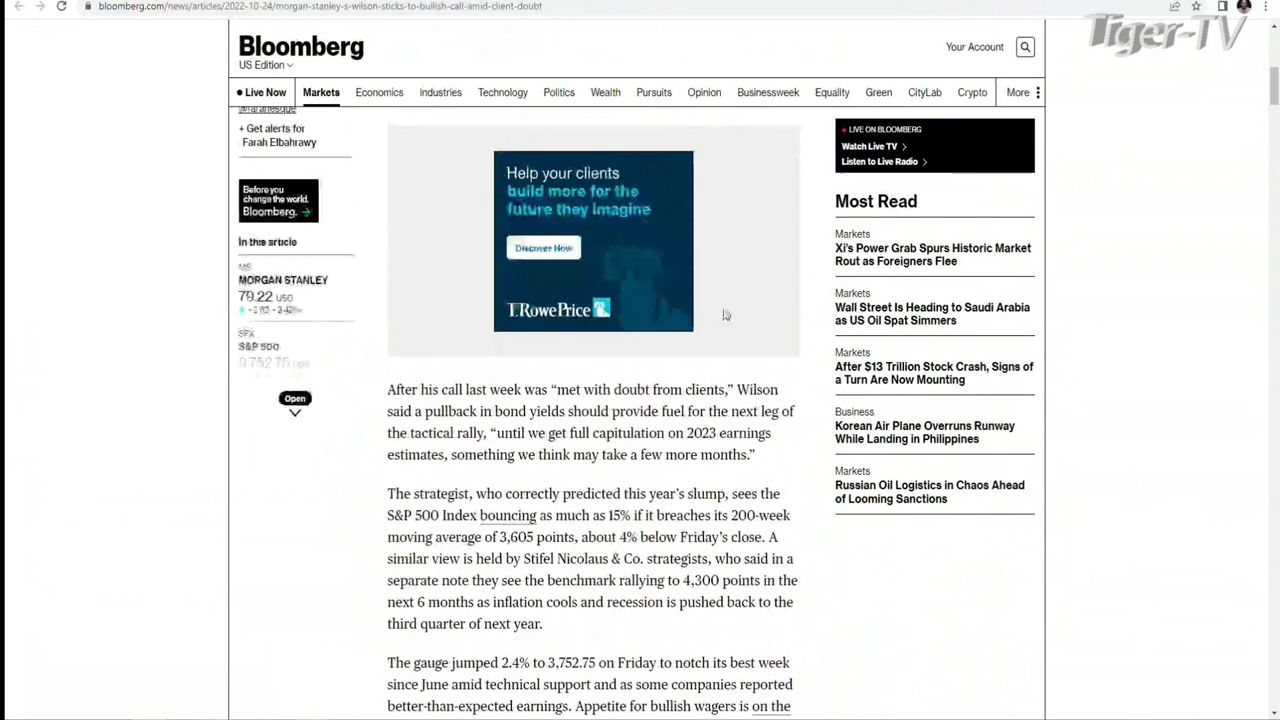 bloomberg.com/news/articles/2022-10-24/morgan-stanley-s-wilson-sticks-to-bullish-call-amid-client-doubt
Tiger-TV
Bloomberg
US Edition
Your Account
Live Now
Markets
Economics
Industries
Technology
Politics
Wealth
Pursuits
Opinion
Businessweek
Equality
Green
CityLab
Crypto
More
+ Get alerts for
Farah Elbahrawy
Before you
change the world.
Bloomberg.
In this article
MS
MORGAN STANLEY
79.22 USD
SPX
S&P 500
Open
Help your clients
build more for the
future they imagine
Discover Now
T.RowePrice
After his call last week was “met with doubt from clients,” Wilson
said a pullback in bond yields should provide fuel for the next leg of
the tactical rally, “until we get full capitulation on 2023 earnings
estimates, something we think may take a few more months.”
The strategist, who correctly predicted this year’s slump, sees the
S&P 500 Index bouncing as much as 15% if it breaches its 200-week
moving average of 3,605 points, about 4% below Friday’s close. A
similar view is held by Stifel Nicolaus & Co. strategists, who said in a
separate note they see the benchmark rallying to 4,300 points in the
next 6 months as inflation cools and recession is pushed back to the
third quarter of next year.
The gauge jumped 2.4% to 3,752.75 on Friday to notch its best week
since June amid technical support and as some companies reported
better-than-expected earnings. Appetite for bullish wagers is on the
LIVE ON BLOOMBERG
Watch Live TV
Listen to Live Radio
Most Read
Markets
Xi’s Power Grab Spurs Historic Market
Rout as Foreigners Flee
Markets
Wall Street Is Heading to Saudi Arabia
as US Oil Spat Simmers
Markets
After $13 Trillion Stock Crash, Signs of
a Turn Are Now Mounting
Business
Korean Air Plane Overruns Runway
While Landing in Philippines
Markets
Russian Oil Logistics in Chaos Ahead
of Looming Sanctions